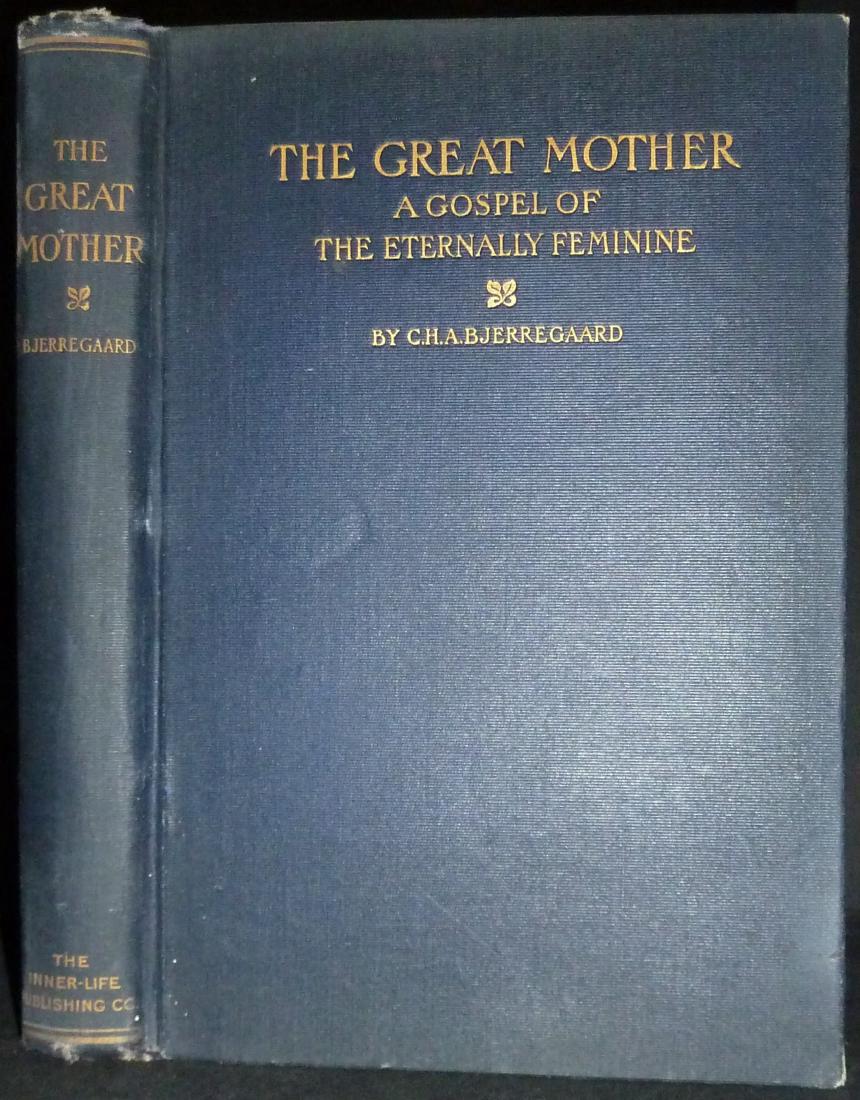 THE
GREAT
MOTHER
BJERREGAARD
THE
INNER-LIFE
PUBLISHING CO.
THE GREAT MOTHER
A GOSPEL OF
THE ETERNALLY FEMININE
BY C.H.A.BJERREGAARD